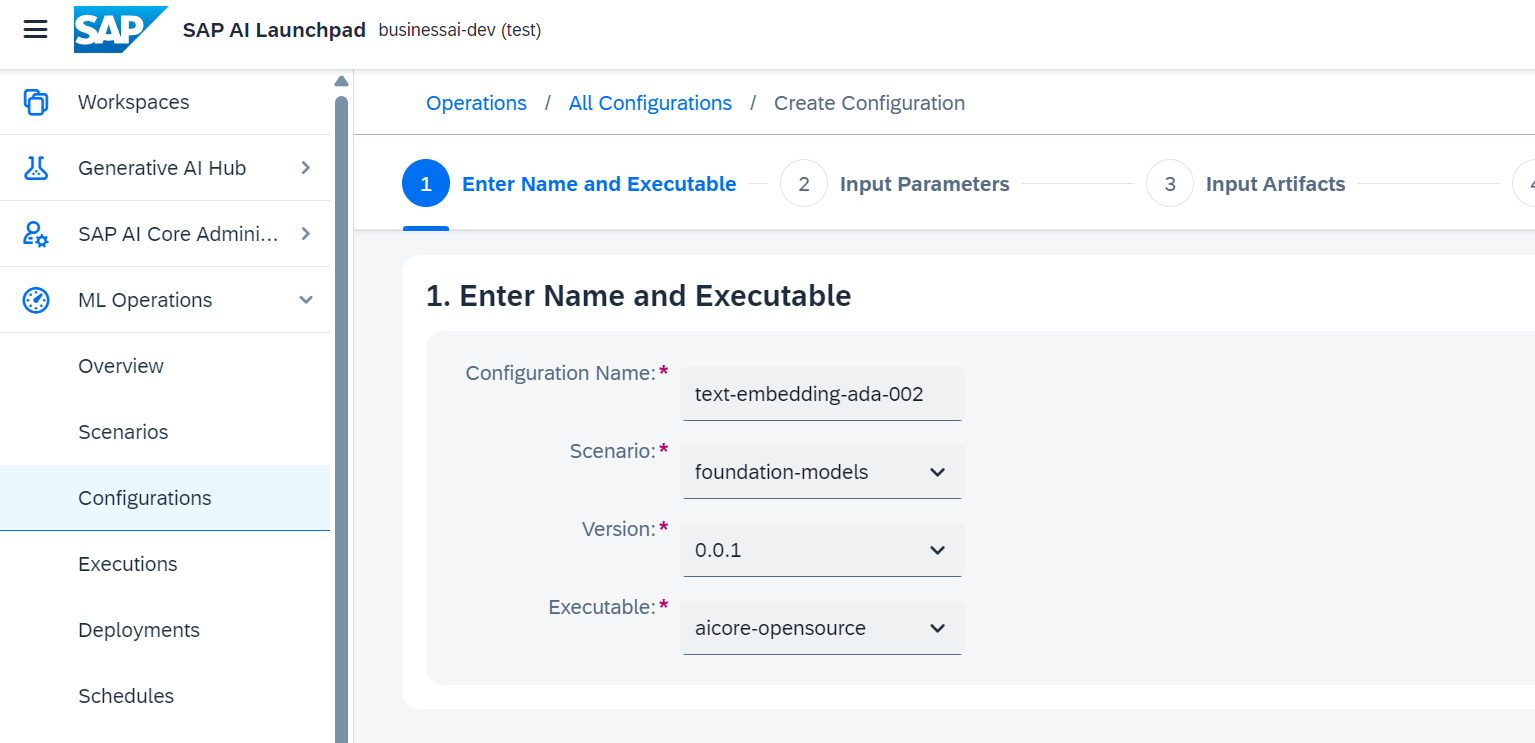 SAP SAP AI Launchpad businessai-dev (test)
Workspaces
Generative AI Hub
SAP AI Core Admini...
ML Operations
Overview
Scenarios
Configurations
Executions
Deployments
Schedules
Operations / All Configurations / Create Configuration
1 Enter Name and Executable 2 Input Parameters 3 Input Artifacts
1. Enter Name and Executable
Configuration Name:* text-embedding-ada-002
Scenario:* foundation-models
Version:* 0.0.1
Executable:* aicore-opensource